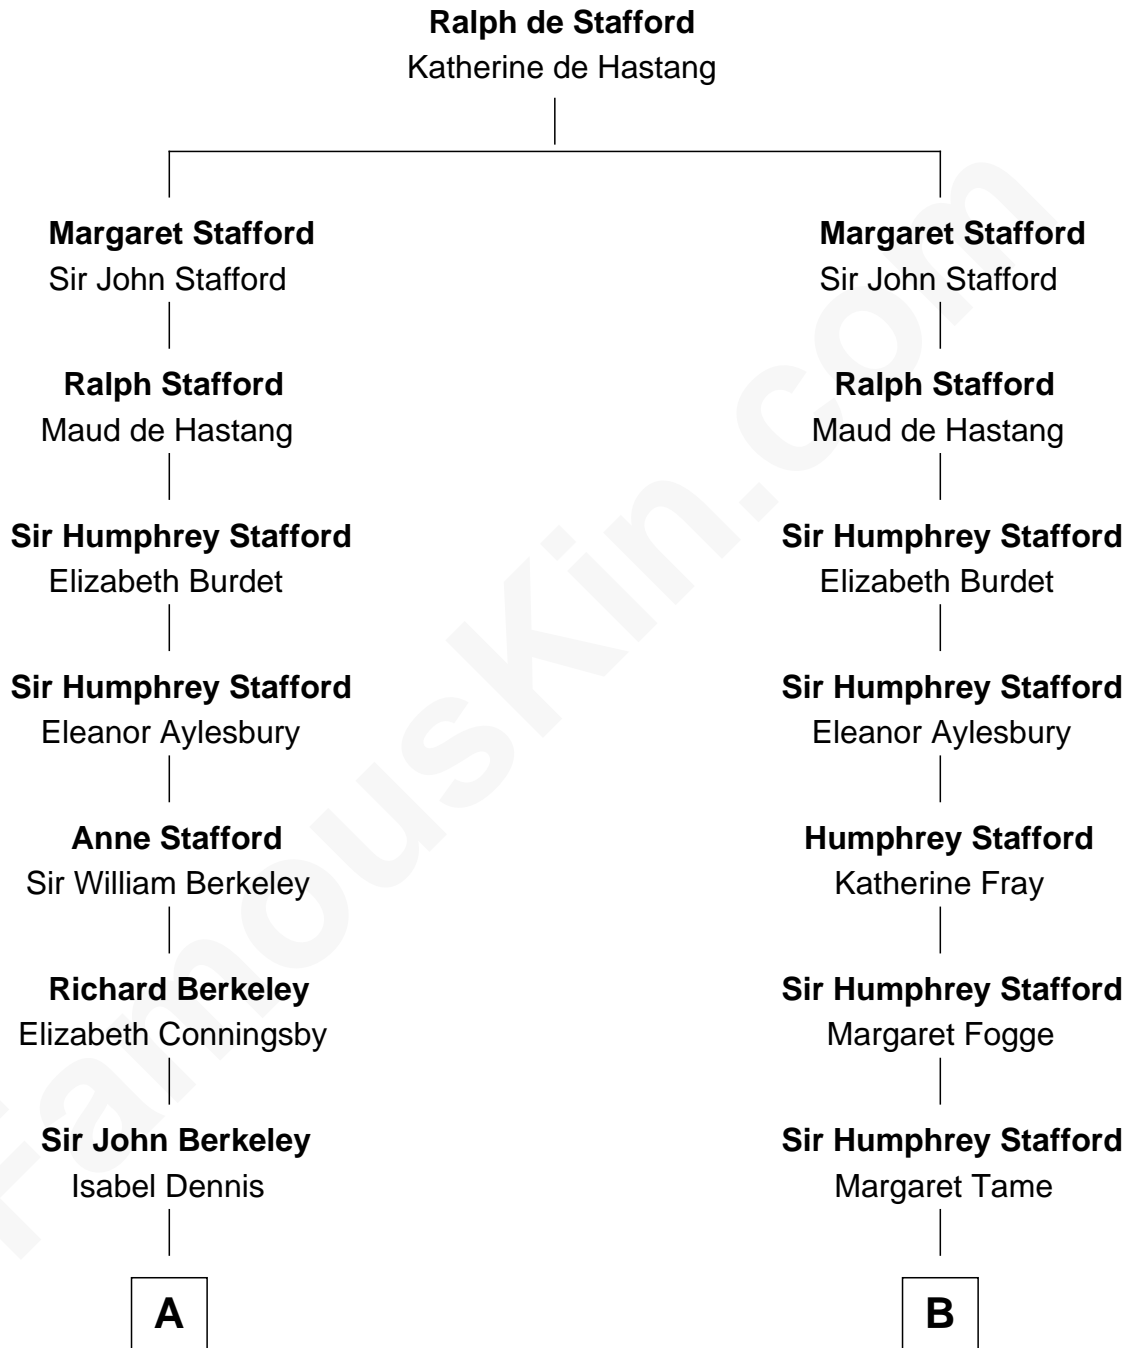 Ralph de Stafford
Katherine de Hastang
Margaret Stafford
Sir John Stafford
Margaret Stafford
Sir John Stafford
Ralph Stafford
Maud de Hastang
Ralph Stafford
Maud de Hastang
Sir Humphrey Stafford
Elizabeth Burdet
Sir Humphrey Stafford
Elizabeth Burdet
Sir Humphrey Stafford
Eleanor Aylesbury
Sir Humphrey Stafford
Eleanor Aylesbury
Anne Stafford
Sir William Berkeley
Humphrey Stafford
Katherine Fray
Richard Berkeley
Elizabeth Conningsby
Sir Humphrey Stafford
Margaret Fogge
Sir John Berkeley
Isabel Dennis
Sir Humphrey Stafford
Margaret Tame
A
B
FamousKin.com